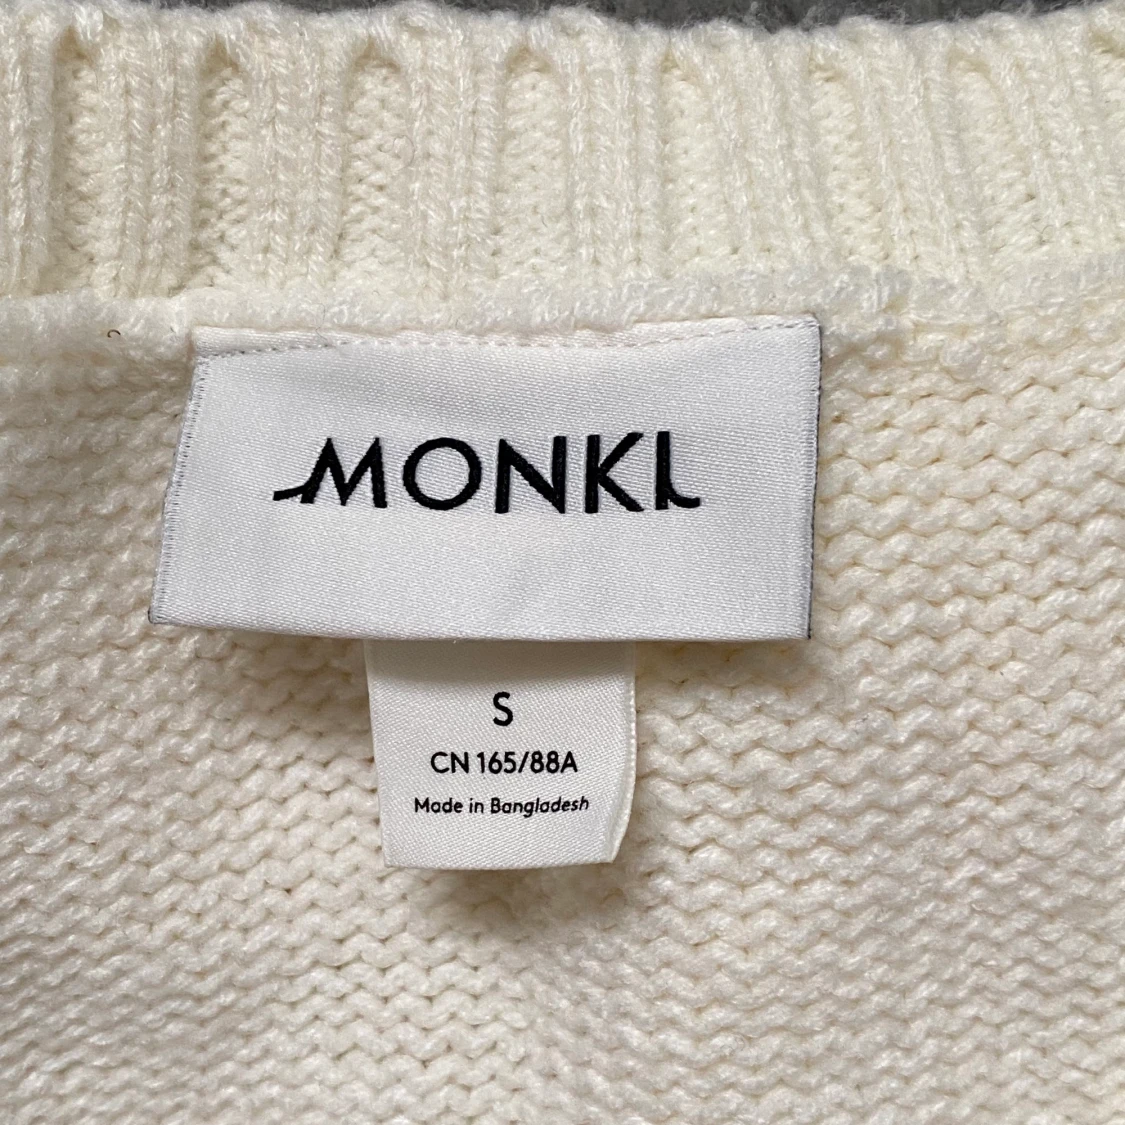 MONKI
S
CN 165/88A
Made in Bangladesh